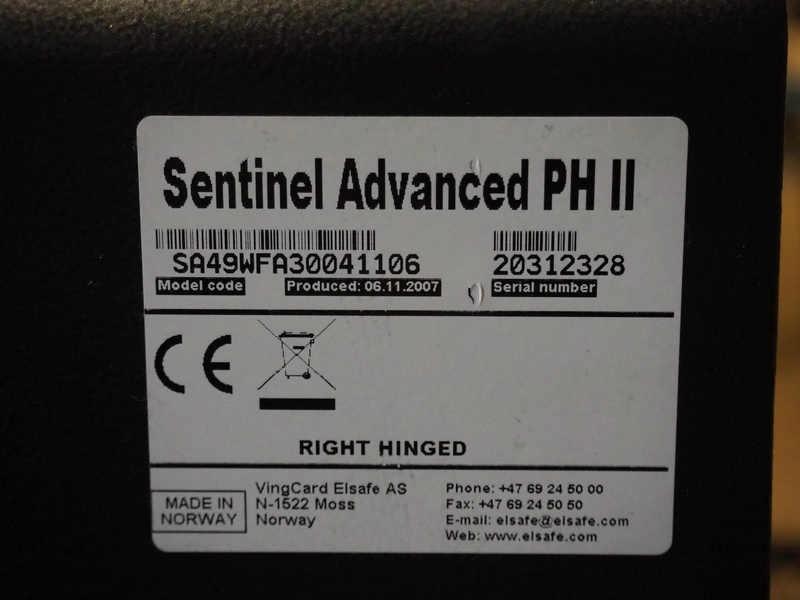 Sentinel Advanced PH II
SA49WFA30041106 20312328
Model code Produced: 06.11.2007 Serial number
CE
RIGHT HINGED
MADE IN NORWAY
VingCard Elsafe AS
N-1522 Moss
Norway
Phone: +47 69 24 50 00
Fax: +47 69 24 50 50
E-mail: elsafe@elsafe.com
Web: www.elsafe.com